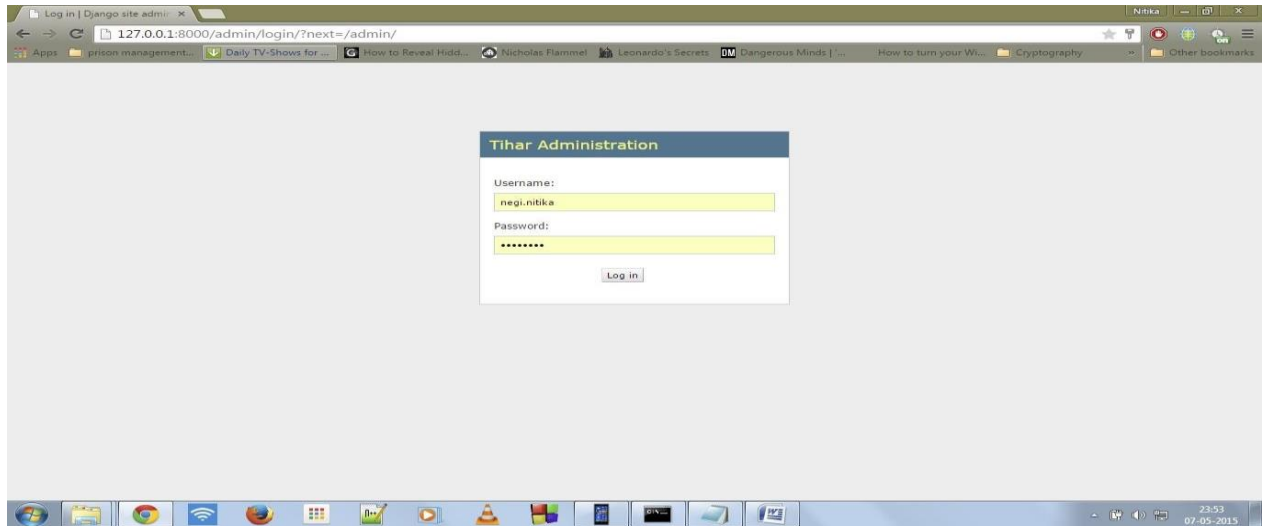 Log in | Django site admin
Nitika
127.0.0.1:8000/admin/login/?next=/admin/
Apps prison management... Daily TV-Shows for ... How to Reveal Hidd... Nicholas Flammel Leonardo's Secrets DM Dangerous Minds | '... How to turn your Wi... Cryptography » Other bookmarks
Tihar Administration
Username:
negi.nitika
Password:
••••••••
Log in
23:53
07-05-2015